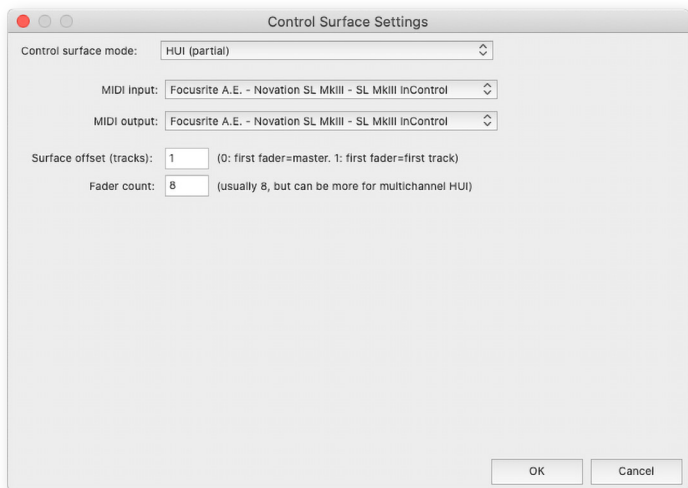 Control Surface Settings
Control surface mode: HUI (partial)
MIDI input: Focusrite A.E. - Novation SL MkIII - SL MkIII InControl
MIDI output: Focusrite A.E. - Novation SL MkIII - SL MkIII InControl
Surface offset (tracks): 1 (0: first fader=master. 1: first fader=first track)
Fader count: 8 (usually 8, but can be more for multichannel HUI)
OK Cancel